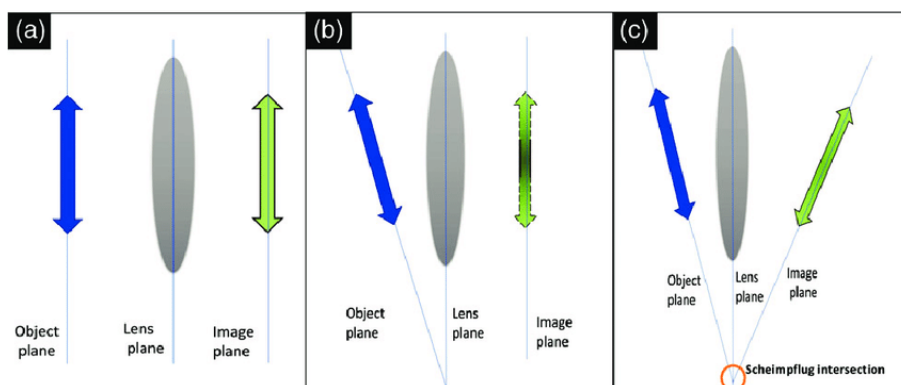 (a)
Object
plane
Lens
plane
Image
plane
(b)
Object
plane
Lens
plane
Image
plane
(c)
Object
plane
Lens
plane
Image
plane
Scheimpflug intersection